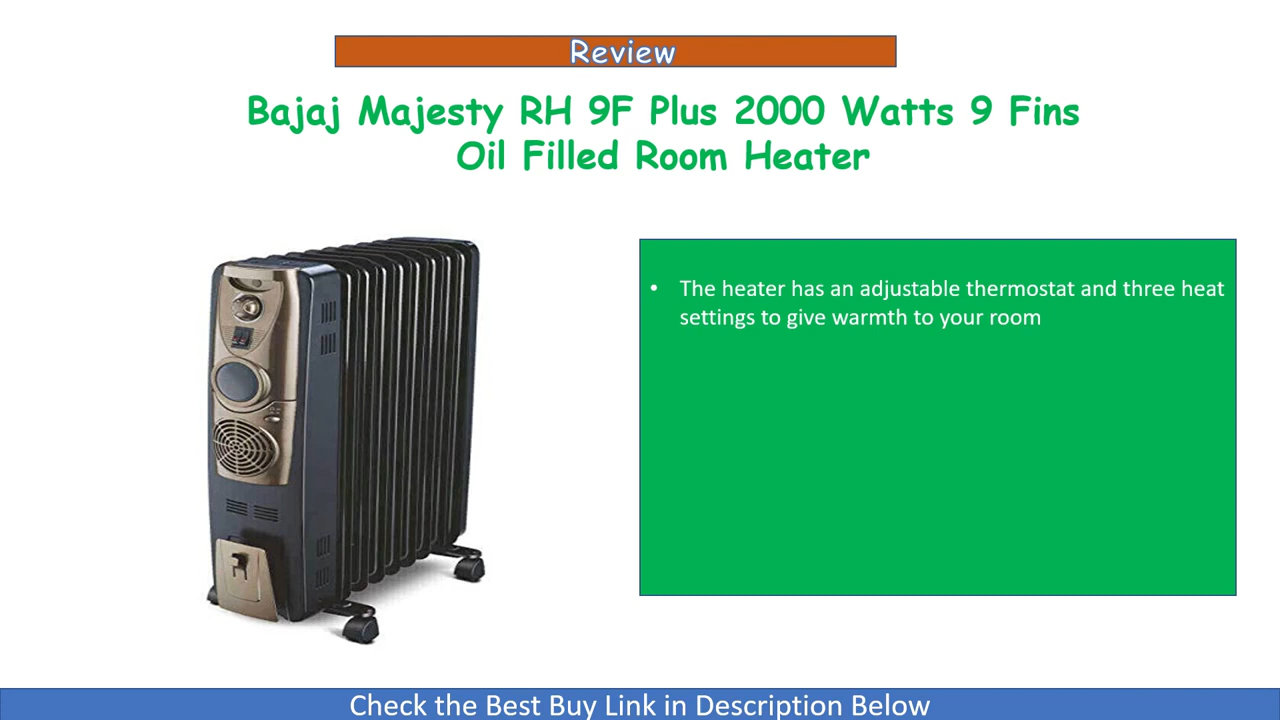 Review
Bajaj Majesty RH 9F Plus 2000 Watts 9 Fins
Oil Filled Room Heater
• The heater has an adjustable thermostat and three heat
settings to give warmth to your room
Check the Best Buy Link in Description Below